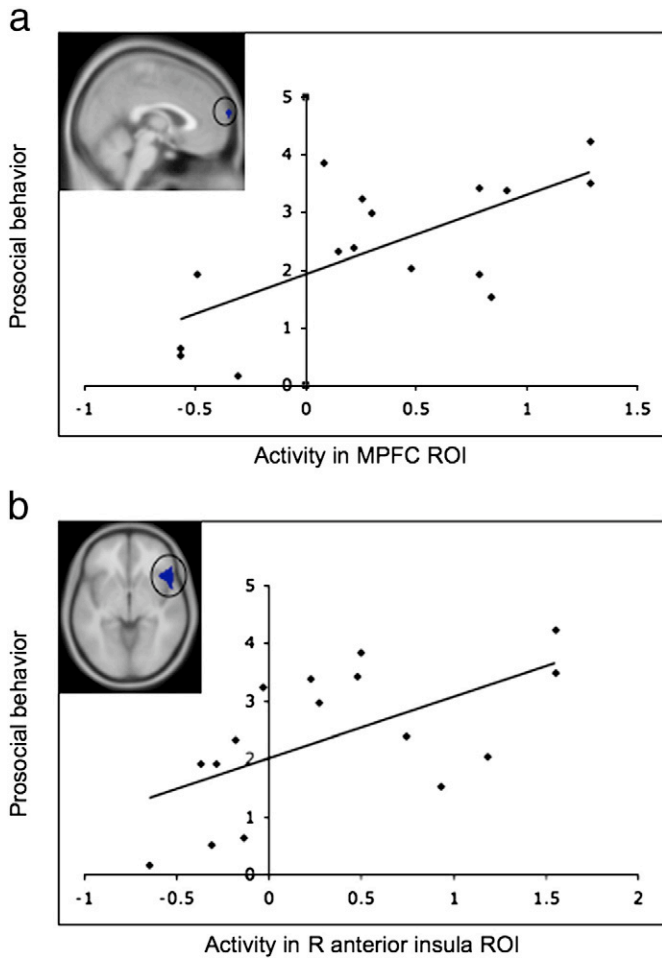 a
Prosocial behavior
5
4
3
2
1
0
-1 -0.5 0 0.5 1 1.5
Activity in MPFC ROI
b
Prosocial behavior
5
4
3
2
1
0
-1 -0.5 0 0.5 1 1.5 2
Activity in R anterior insula ROI